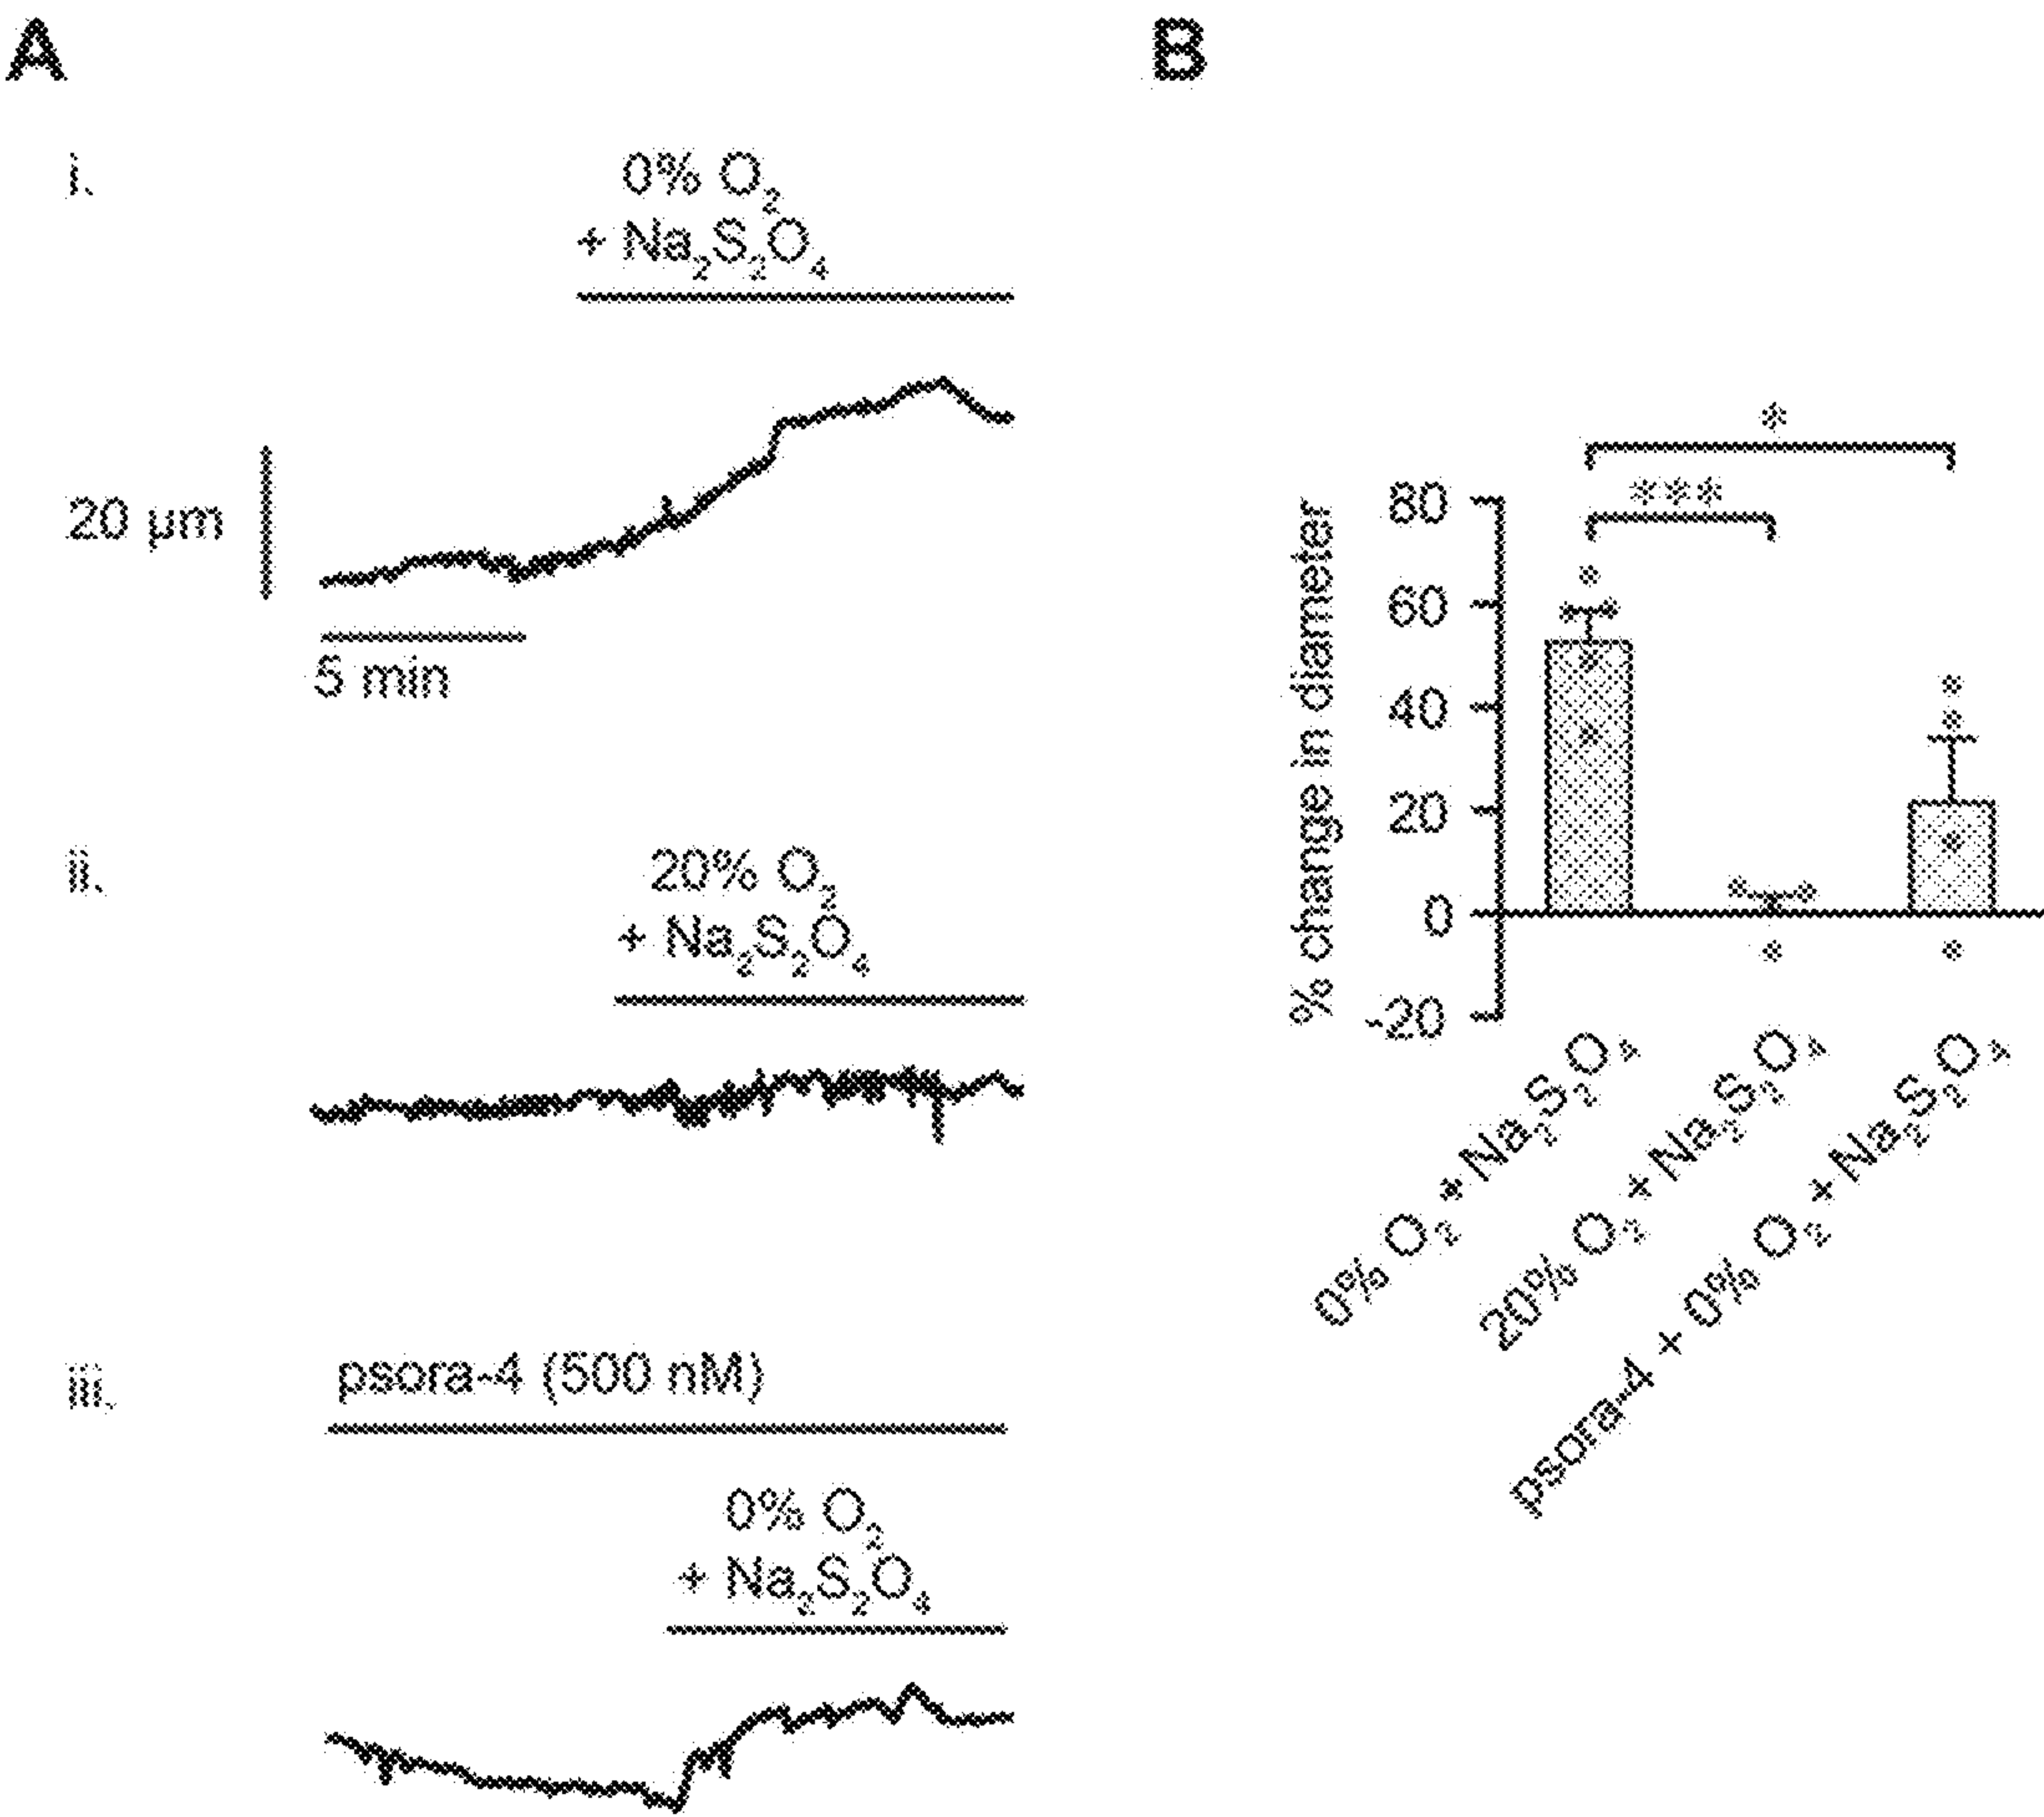 A
i.
0% O₂
+ Na₂S₂O₄
20 µm
5 min
ii.
20% O₂
+ Na₂S₂O₄
iii.
psora-4 (500 nM)
0% O₂
+ Na₂S₂O₄
B
*
***
% change in diameter
80
60
40
20
0
-20
0% O₂ + Na₂S₂O₄
20% O₂ + Na₂S₂O₄
psora-4 + 0% O₂ + Na₂S₂O₄